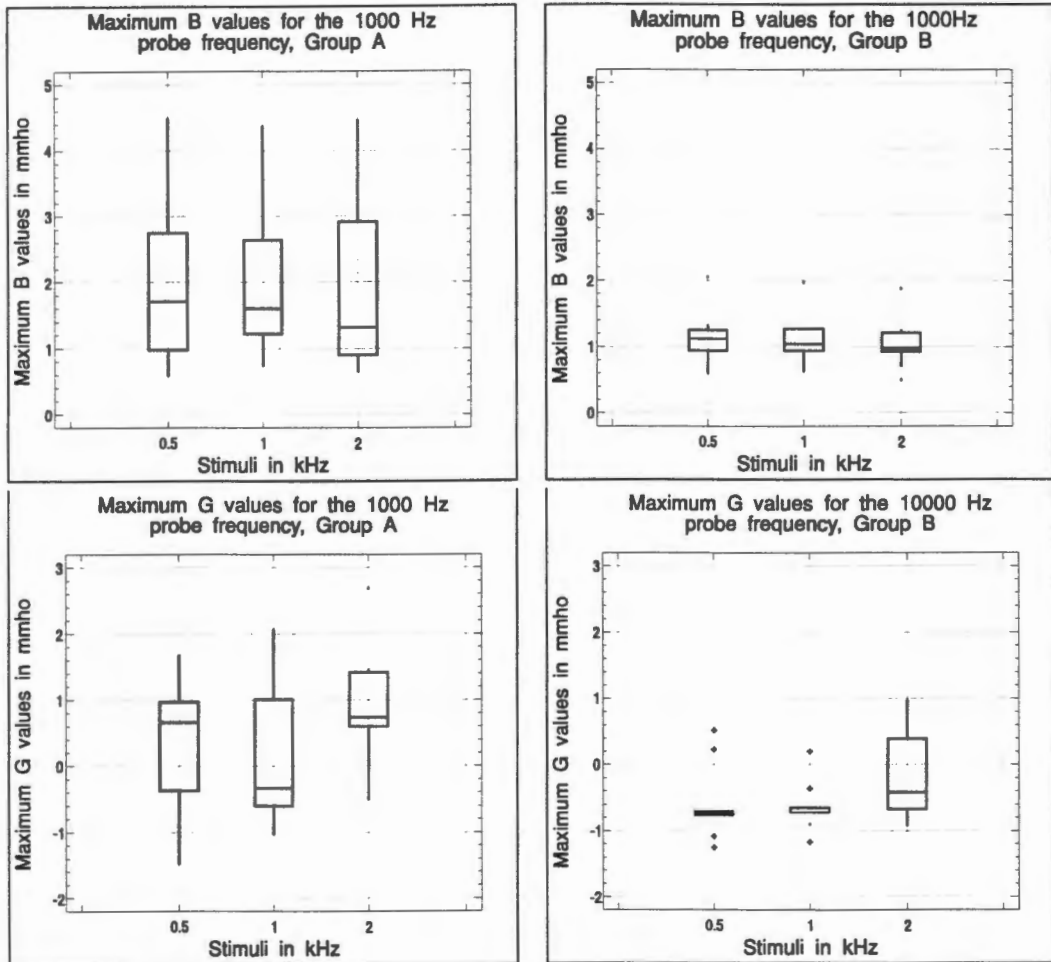 Maximum B values for the 1000 Hz
probe frequency, Group A
Maximum B values in mmho
5
4
3
2
1
0
0.5 1 2
Stimuli in kHz
Maximum B values for the 1000Hz
probe frequency, Group B
Maximum B values in mmho
5
4
3
2
1
0
0.5 1 2
Stimuli in kHz
Maximum G values for the 1000 Hz
probe frequency, Group A
Maximum G values in mmho
3
2
1
0
-1
-2
0.5 1 2
Stimuli in kHz
Maximum G values for the 10000 Hz
probe frequency, Group B
Maximum G values in mmho
3
2
1
0
-1
-2
0.5 1 2
Stimuli in kHz